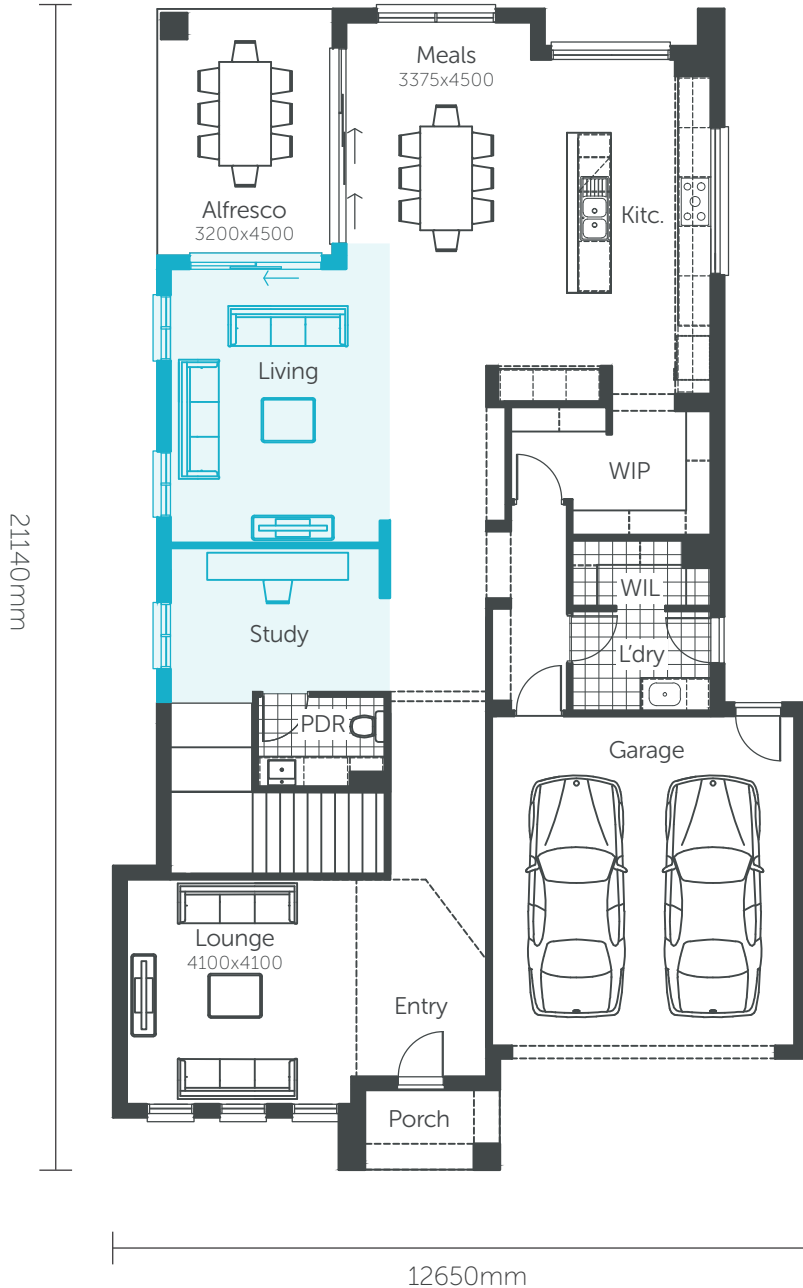 Meals
3375x4500
Alfresco
3200x4500
Kitc.
Living
WIP
21140mm
WIL
Study
L'dry
PDR
Garage
Lounge
4100x4100
Entry
Porch
12650mm